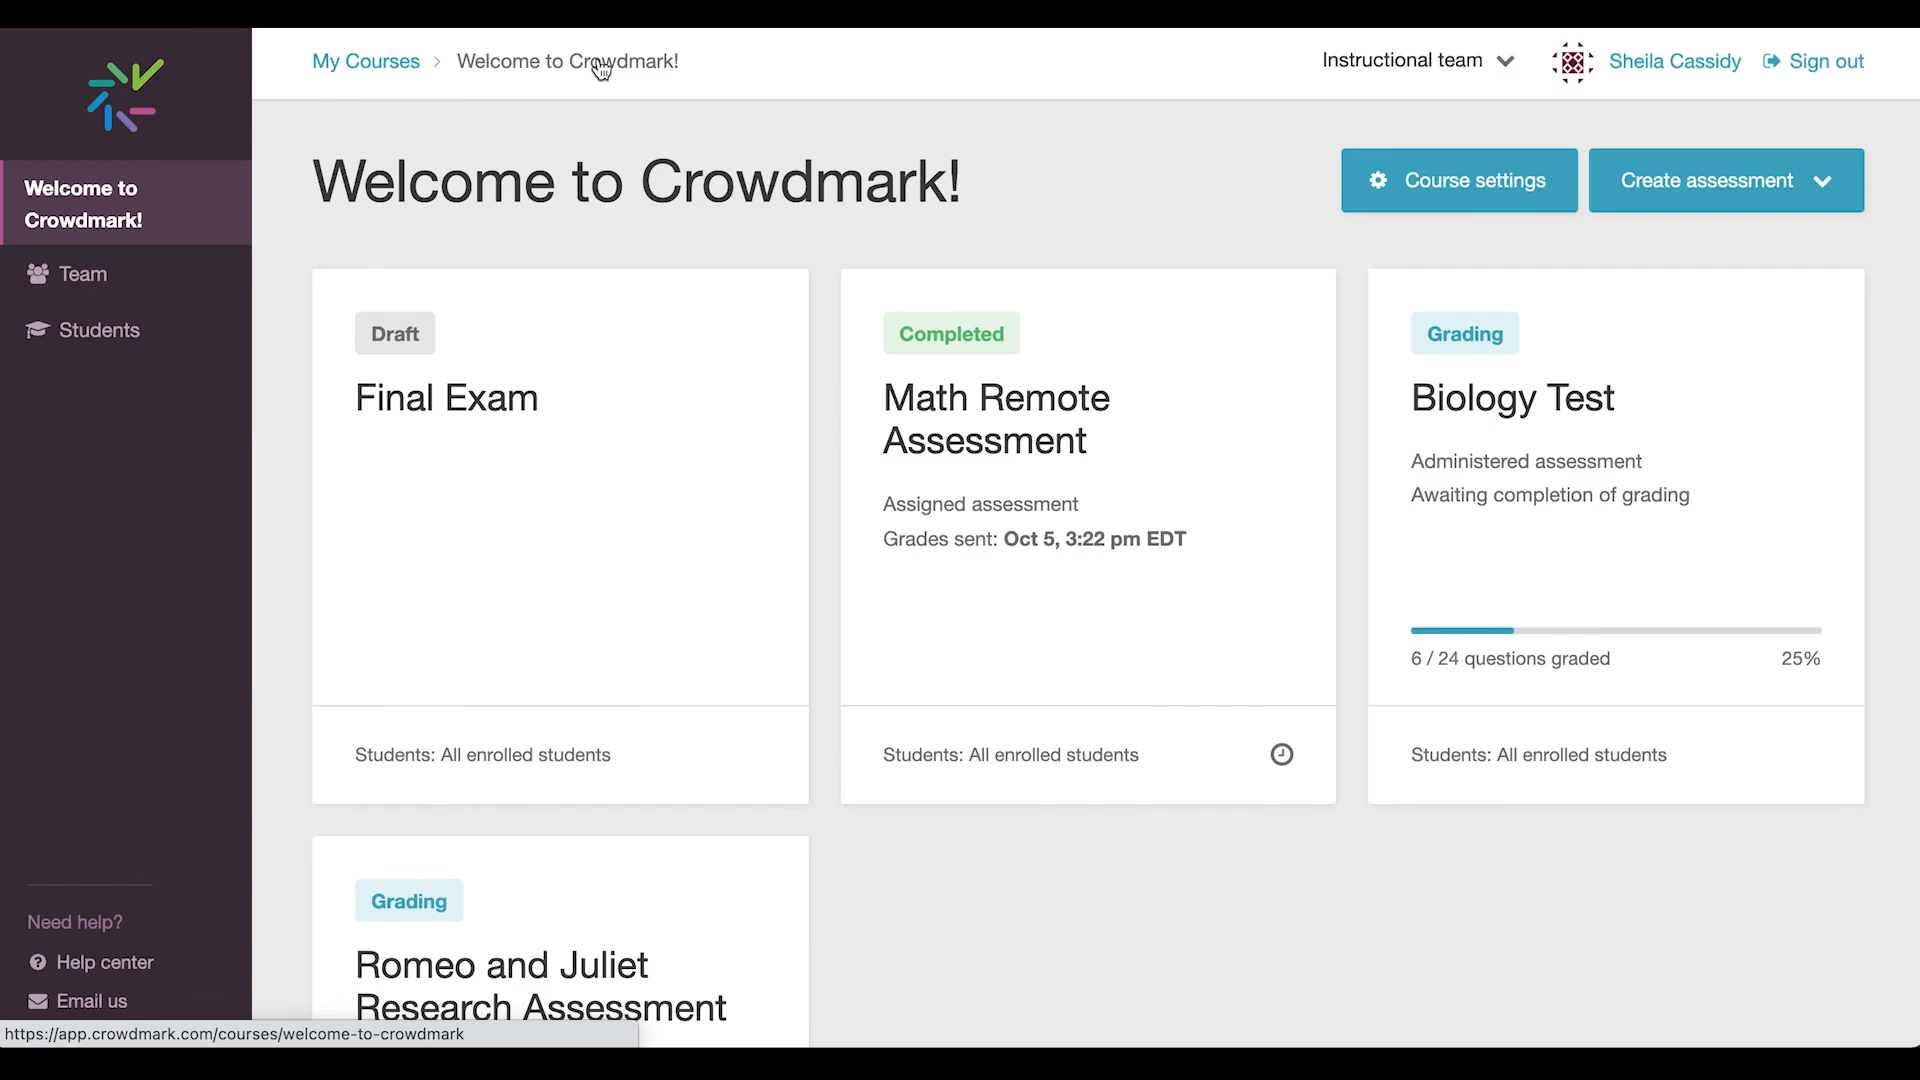 My Courses
Welcome to Crowdmark!
Instructional team
Sheila Cassidy
Sign out
Welcome to
Crowdmark!
Team
Students
Need help?
Help center
Email us
https://app.crowdmark.com/courses/welcome-to-crowdmark
Welcome to Crowdmark!
Course settings
Create assessment
Draft
Final Exam
Students: All enrolled students
Completed
Math Remote
Assessment
Assigned assessment
Grades sent: Oct 5, 3:22 pm EDT
Students: All enrolled students
Grading
Biology Test
Administered assessment
Awaiting completion of grading
6 / 24 questions graded
25%
Students: All enrolled students
Grading
Romeo and Juliet
Research Assessment